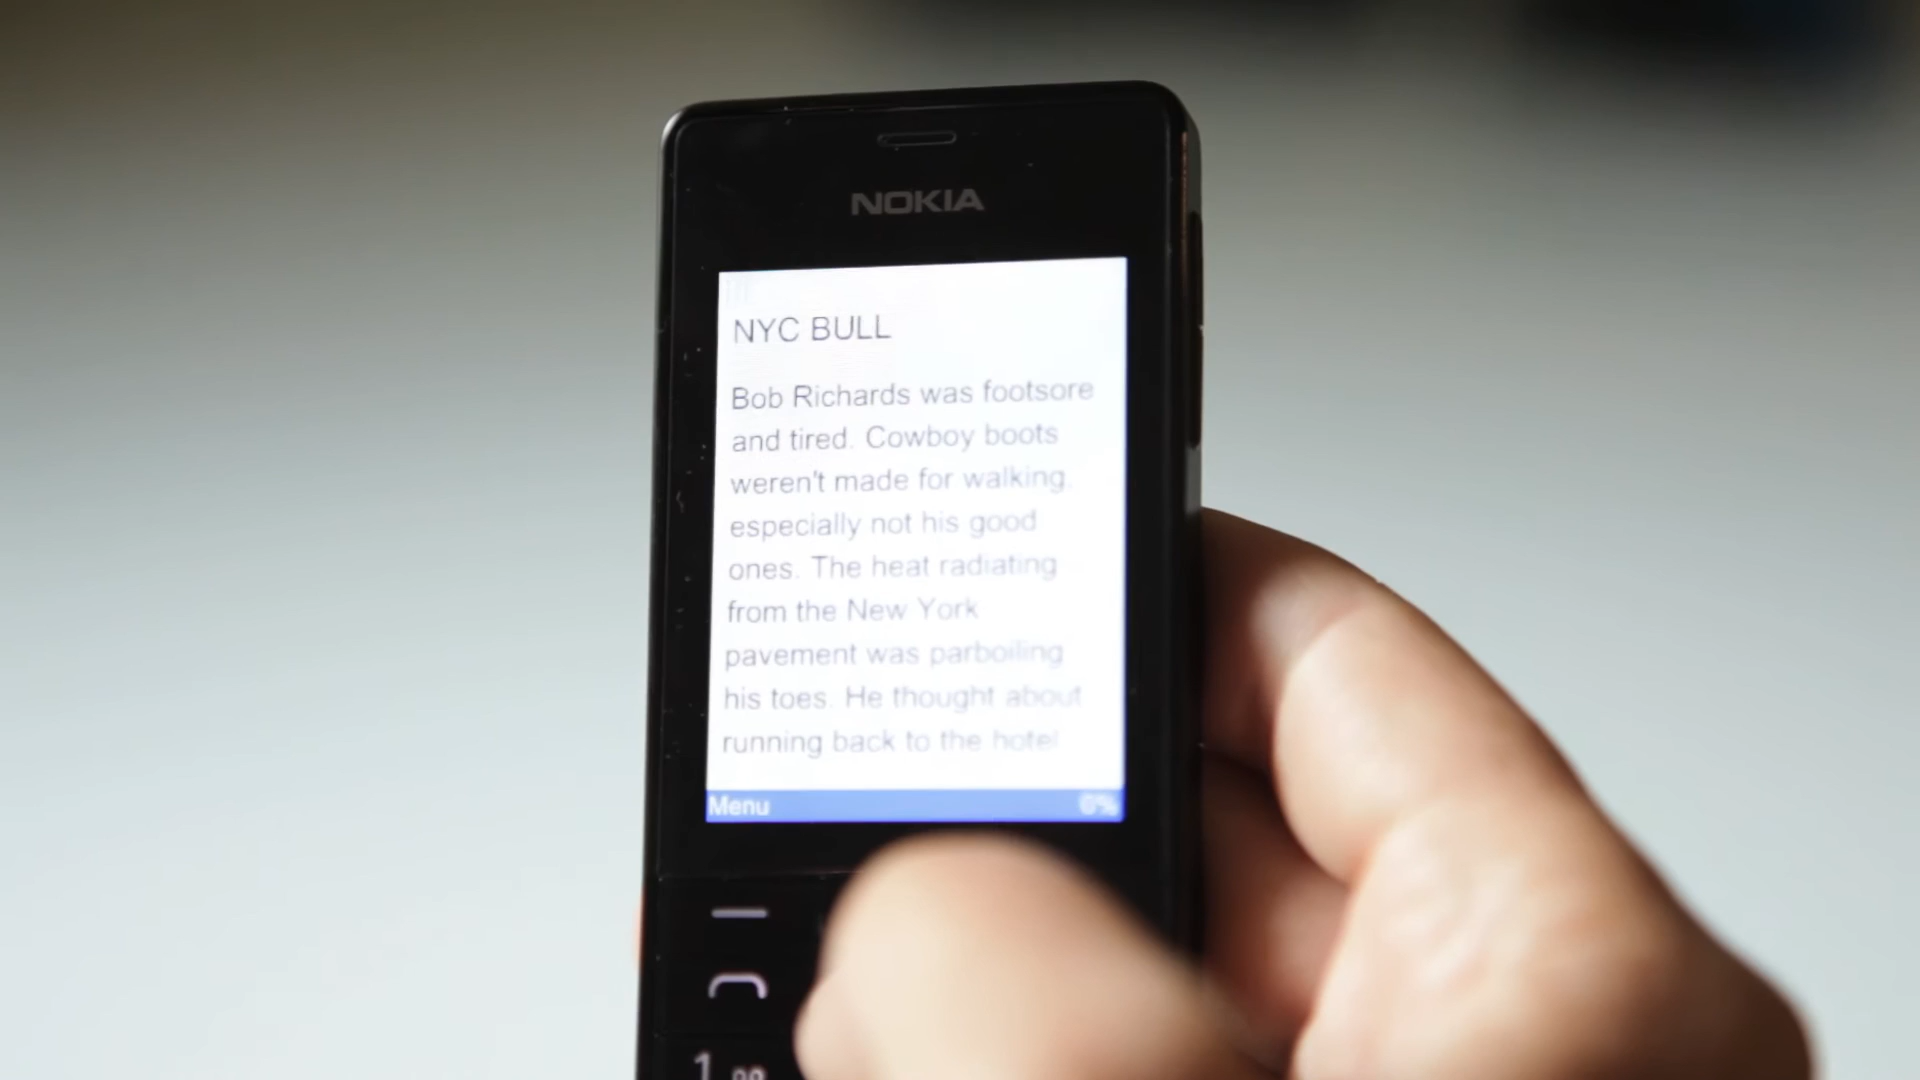 NOKIA
NYC BULL
Bob Richards was footsore
and tired. Cowboy boots
weren't made for walking,
especially not his good
ones. The heat radiating
from the New York
pavement was parboiling
his toes. He thought about
running back to the hotel
Menu 0%
1